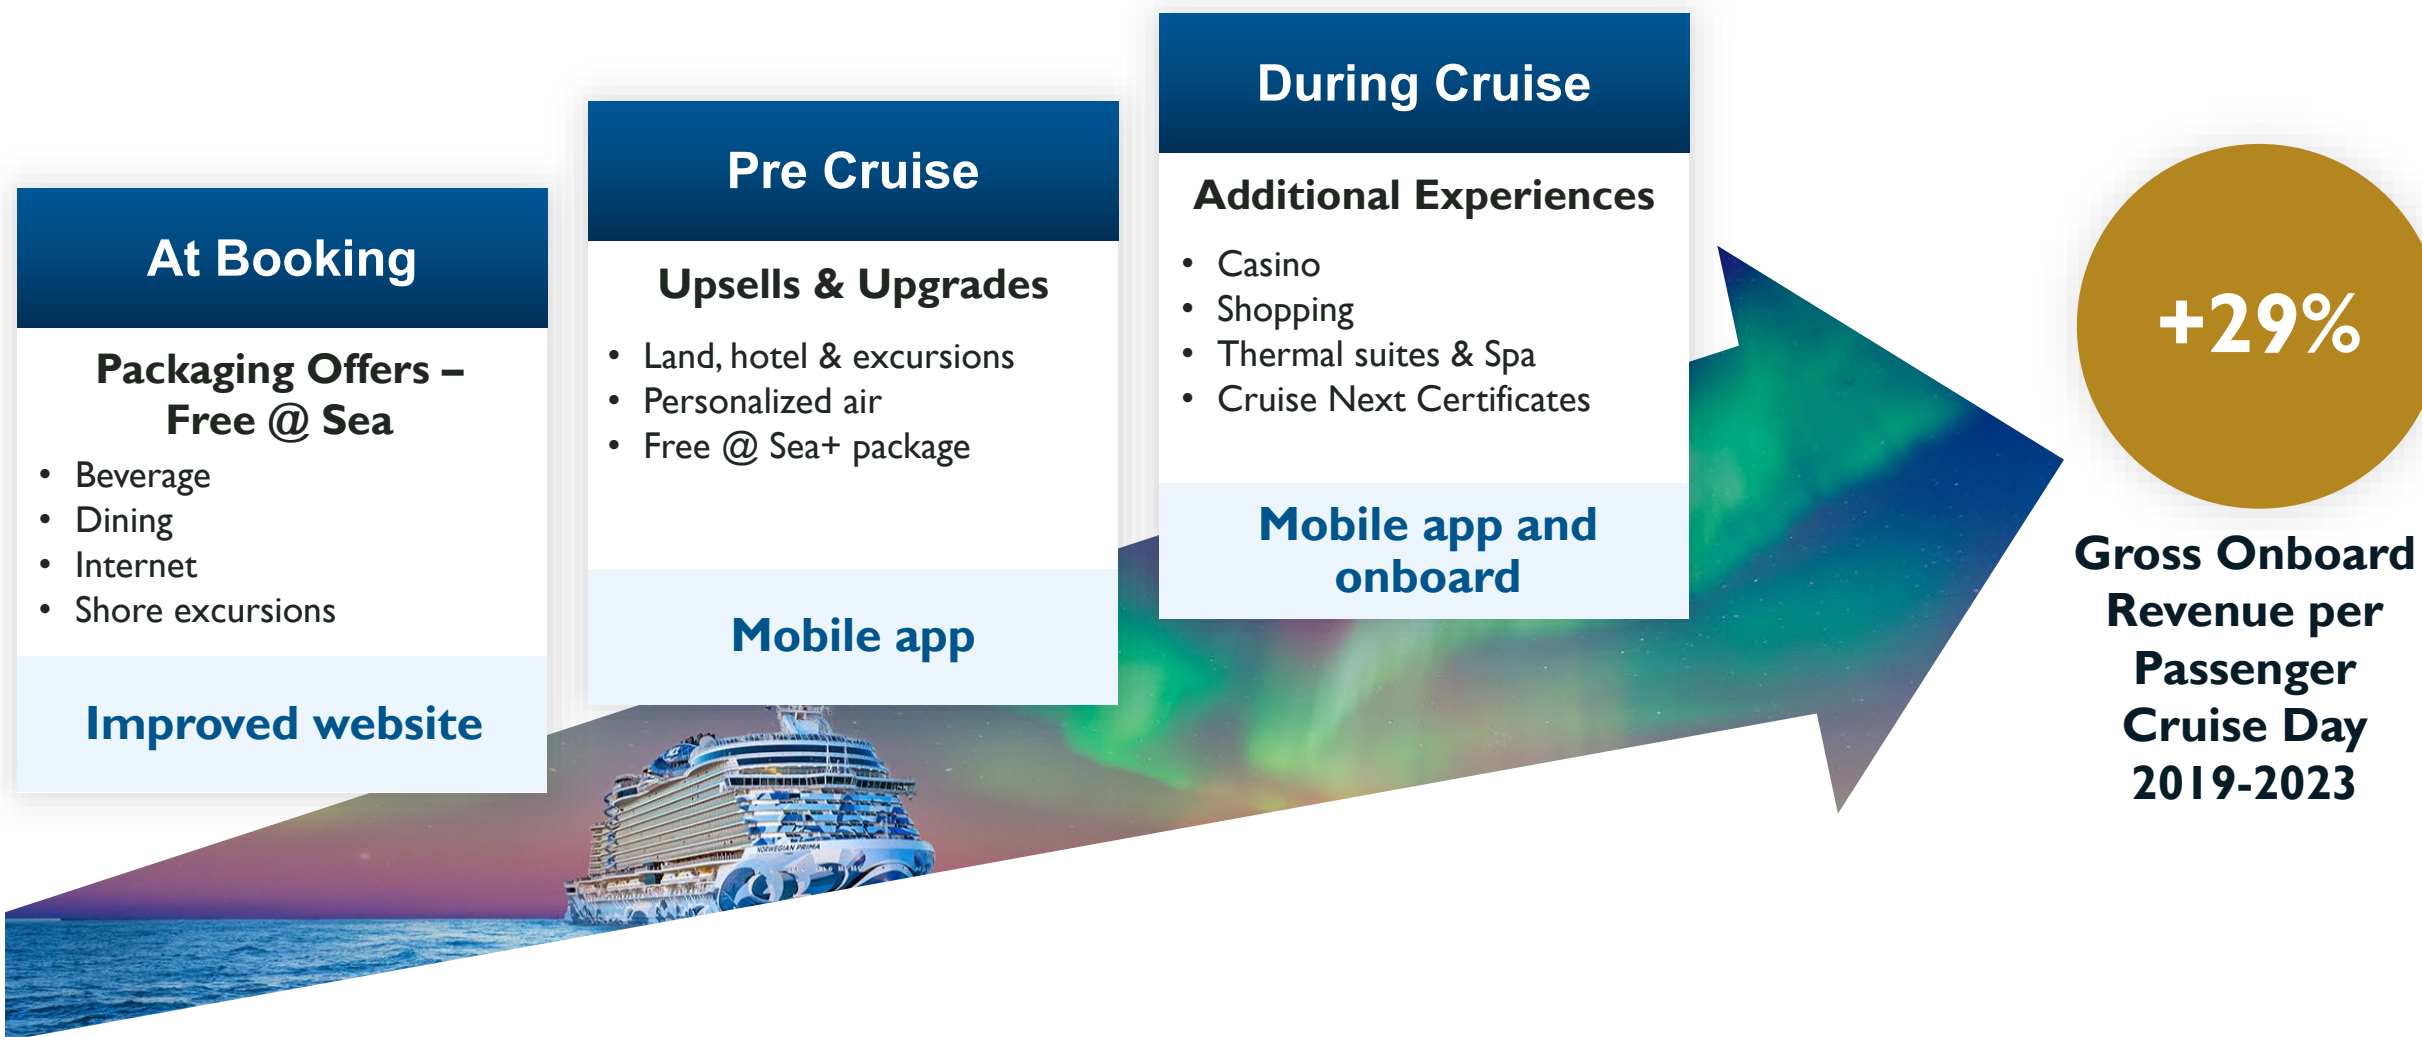 At Booking
Packaging Offers –
Free @ Sea
• Beverage
• Dining
• Internet
• Shore excursions
Improved website
Pre Cruise
Upsells & Upgrades
• Land, hotel & excursions
• Personalized air
• Free @ Sea+ package
Mobile app
During Cruise
Additional Experiences
• Casino
• Shopping
• Thermal suites & Spa
• Cruise Next Certificates
Mobile app and
onboard
+29%
Gross Onboard
Revenue per
Passenger
Cruise Day
2019-2023
NORWEGIAN PRIMA